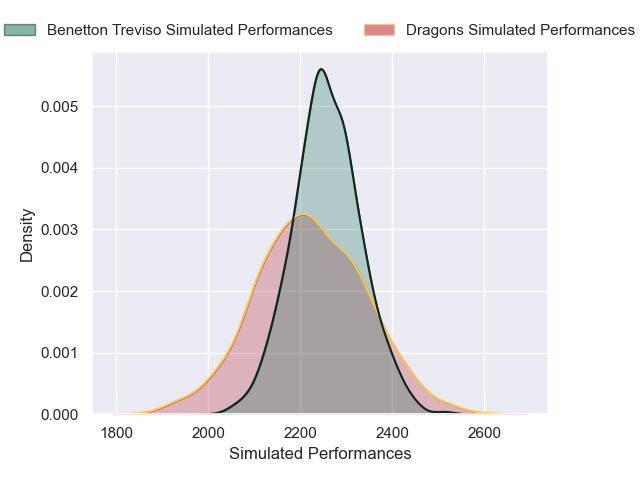 Benetton Treviso Simulated Performances
Dragons Simulated Performances
0.005
0.004
0.003
0.002
0.001
0.000
Density
1800 2000 2200 2400 2600
Simulated Performances